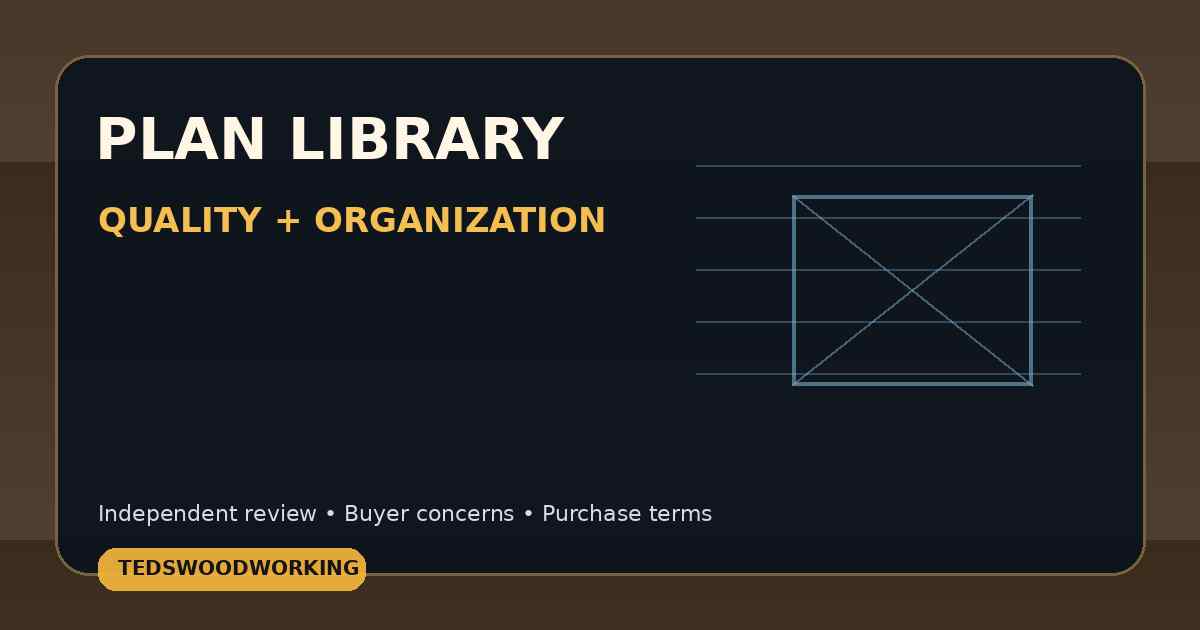 PLAN LIBRARY
QUALITY + ORGANIZATION
Independent review • Buyer concerns • Purchase terms
TEDSWOODWORKING